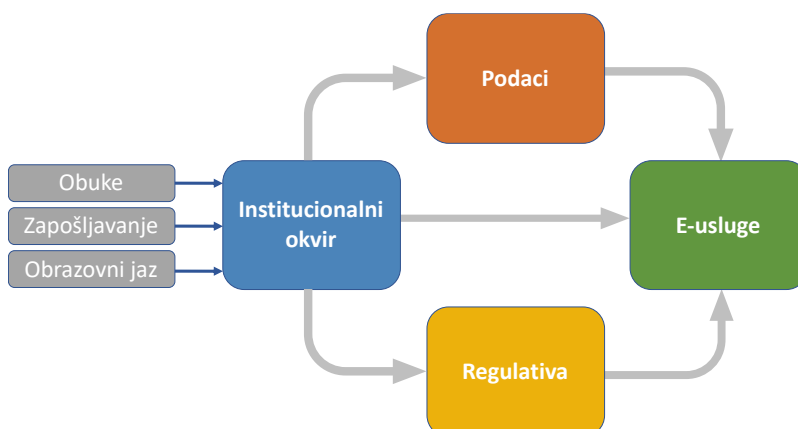 Podaci
Obuke
Zapošljavanje
Obrazovni jaz
Institucionalni
okvir
E-usluge
Regulativa